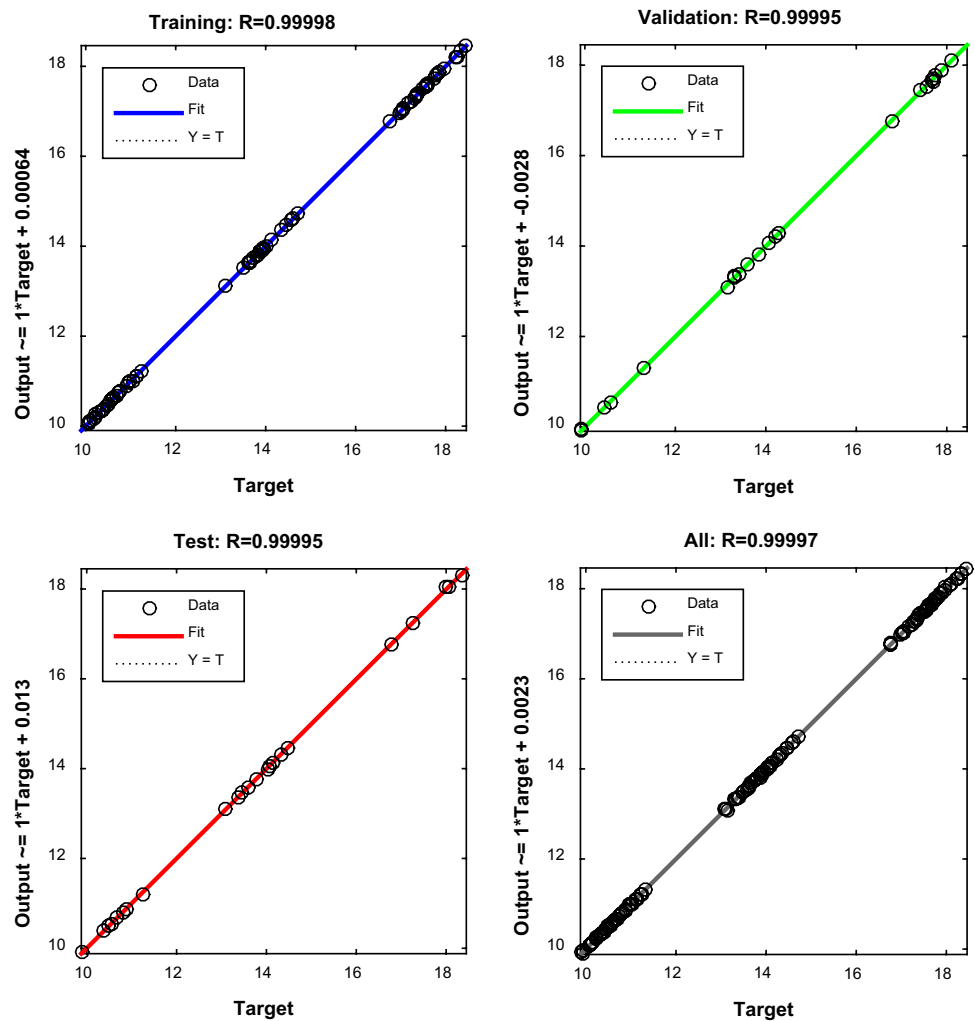 Training: R=0.99998
Output ~= 1*Target + 0.00064
18
16
14
12
10
Data
Fit
Y = T
10 12 14 16 18
Target
Validation: R=0.99995
Output ~= 1*Target + -0.0028
18
16
14
12
10
Data
Fit
Y = T
10 12 14 16 18
Target
Test: R=0.99995
Output ~= 1*Target + 0.013
18
16
14
12
10
Data
Fit
Y = T
10 12 14 16 18
Target
All: R=0.99997
Output ~= 1*Target + 0.0023
18
16
14
12
10
Data
Fit
Y = T
10 12 14 16 18
Target